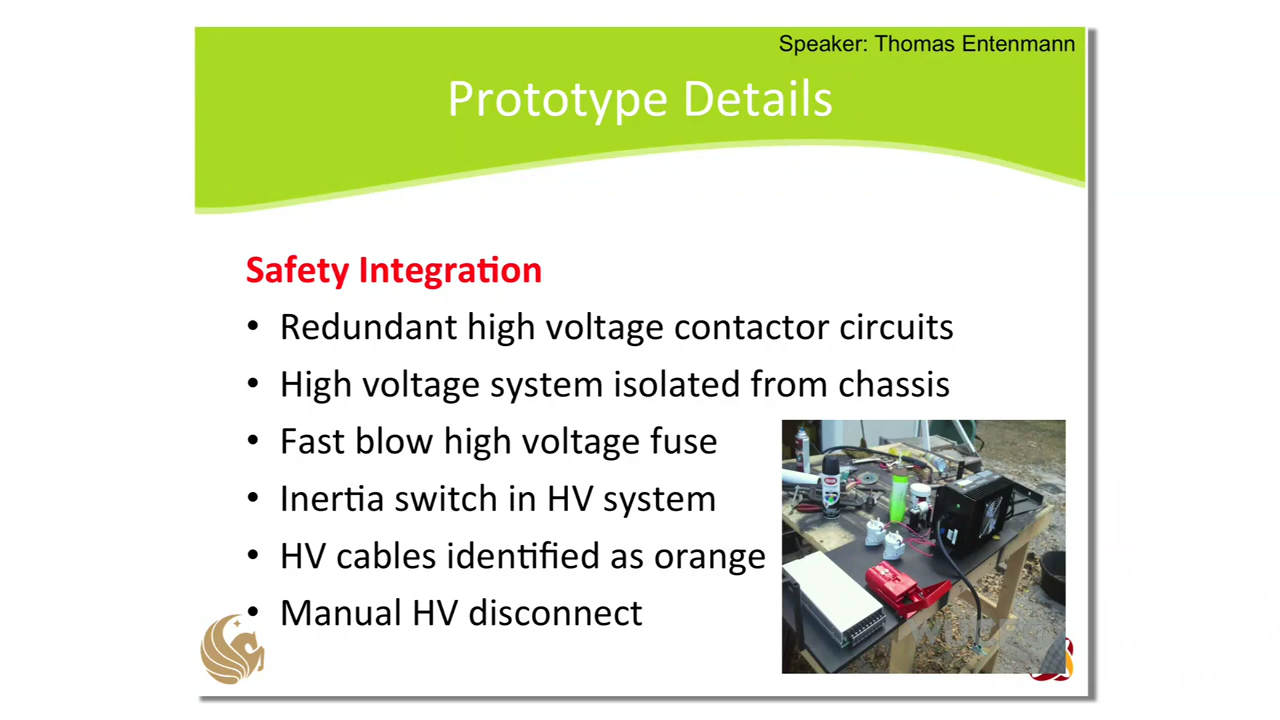 Speaker: Thomas Entenmann
Prototype Details
Safety Integration
• Redundant high voltage contactor circuits
• High voltage system isolated from chassis
• Fast blow high voltage fuse
• Inertia switch in HV system
• HV cables identified as orange
• Manual HV disconnect